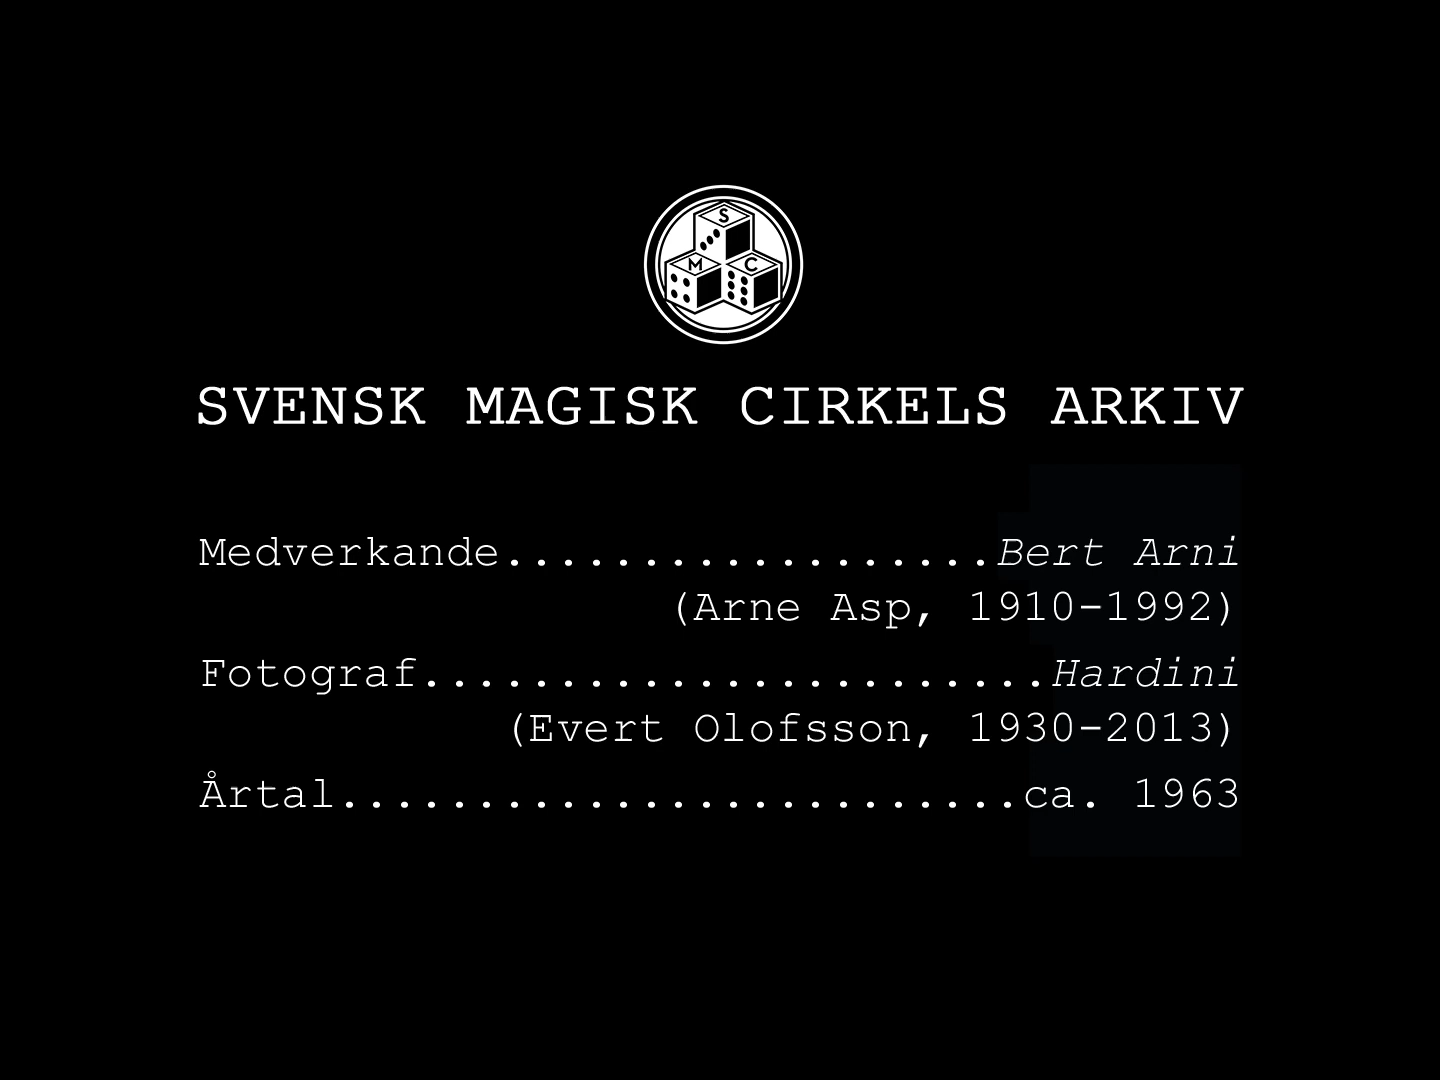 S
M C
SVENSK MAGISK CIRKELS ARKIV
Medverkande..................Bert Arni
(Arne Asp, 1910-1992)
Fotograf.......................Hardini
(Evert Olofsson, 1930-2013)
Årtal.........................ca. 1963